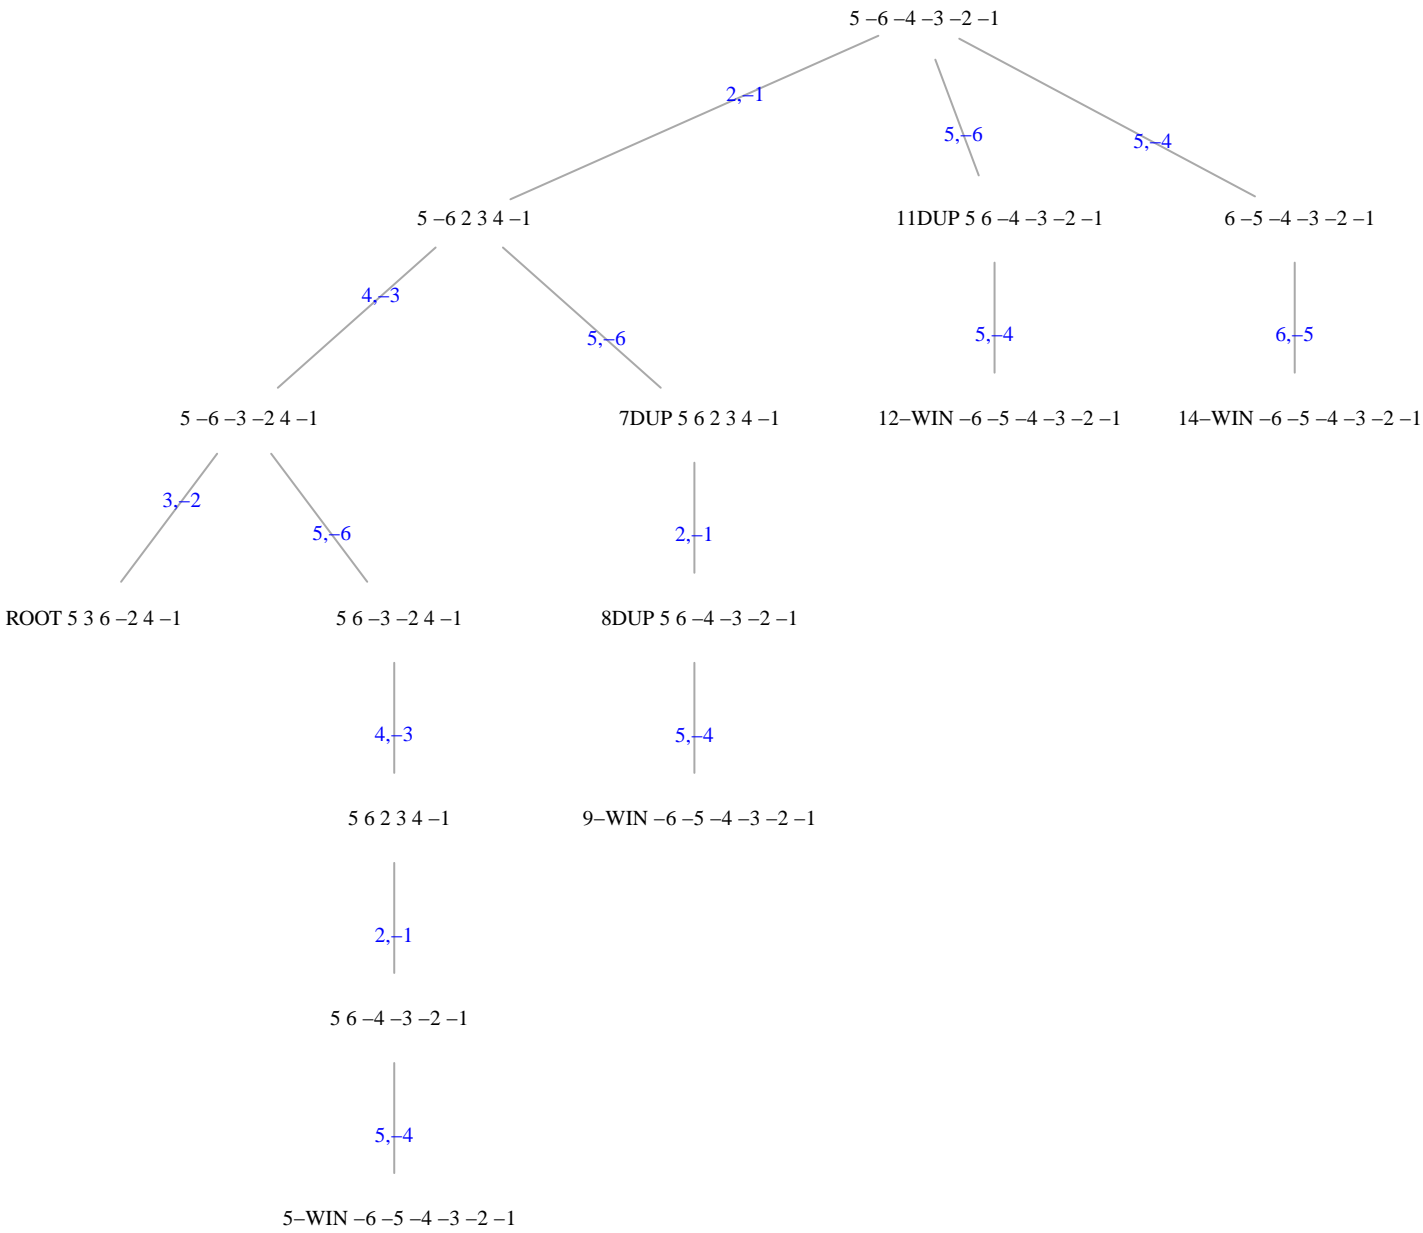 5 –6 –4 –3 –2 –1
2,–1
5,–6
5,–4
5 –6 2 3 4 –1
11DUP 5 6 –4 –3 –2 –1
6 –5 –4 –3 –2 –1
4,–3
5,–6
5,–4
6,–5
5 –6 –3 –2 4 –1
7DUP 5 6 2 3 4 –1
12–WIN –6 –5 –4 –3 –2 –1
14–WIN –6 –5 –4 –3 –2 –1
3,–2
5,–6
2,–1
ROOT 5 3 6 –2 4 –1
5 6 –3 –2 4 –1
8DUP 5 6 –4 –3 –2 –1
4,–3
5,–4
5 6 2 3 4 –1
9–WIN –6 –5 –4 –3 –2 –1
2,–1
5 6 –4 –3 –2 –1
5,–4
5–WIN –6 –5 –4 –3 –2 –1